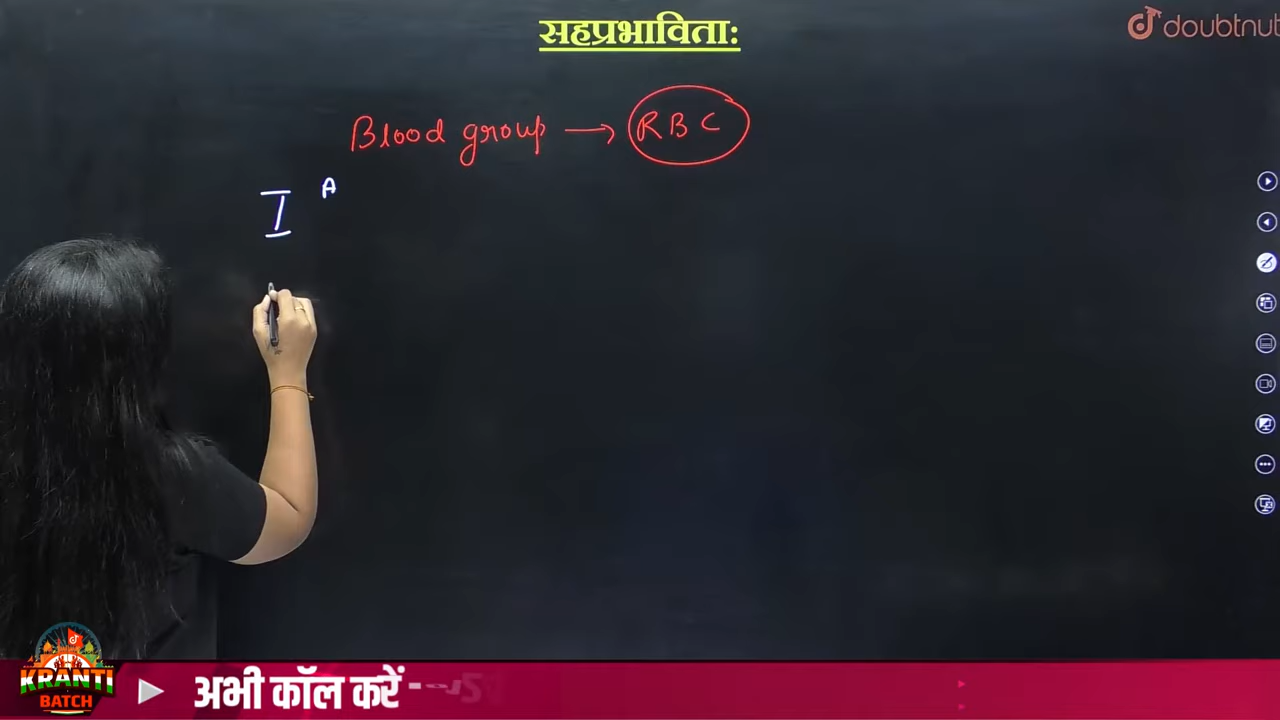 सहप्रभाविताः
doubtnut
Blood group → RBC
I A
KRANTI
BATCH
अभी कॉल करें